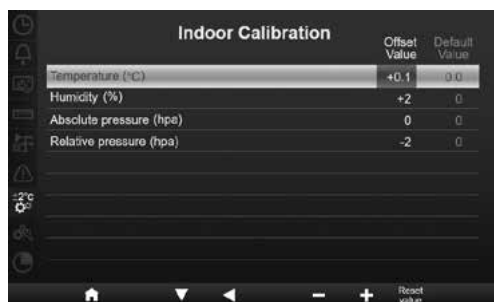 Indoor Calibration
Offset Value
Default Value
Temperature (°C) +0.1 0.0
Humidity (%) +2 0
Absolute pressure (hpa) 0 0
Relative pressure (hpa) -2 0
±2°C
Reset value